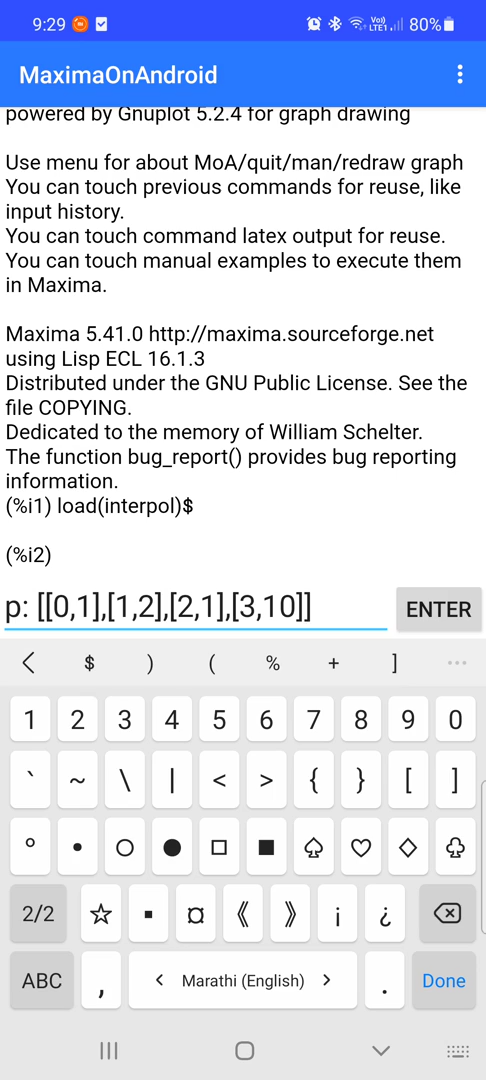 9:29 Vo)) LTE1 80%
MaximaOnAndroid
powered by Gnuplot 5.2.4 for graph drawing
Use menu for about MoA/quit/man/redraw graph
You can touch previous commands for reuse, like
input history.
You can touch command latex output for reuse.
You can touch manual examples to execute them
in Maxima.
Maxima 5.41.0 http://maxima.sourceforge.net
using Lisp ECL 16.1.3
Distributed under the GNU Public License. See the
file COPYING.
Dedicated to the memory of William Schelter.
The function bug_report() provides bug reporting
information.
(%i1) load(interpol)$
(%i2)
p: [[0,1],[1,2],[2,1],[3,10]] ENTER
$ ) ( % + ]
1 2 3 4 5 6 7 8 9 0
` ~ \ | < > { } [ ]
° • ○ ● □ ■ ♤ ♡ ◇ ♧
2/2 ☆ ▪ ¤ 《 》 ¡ ¿
ABC , < Marathi (English) > . Done